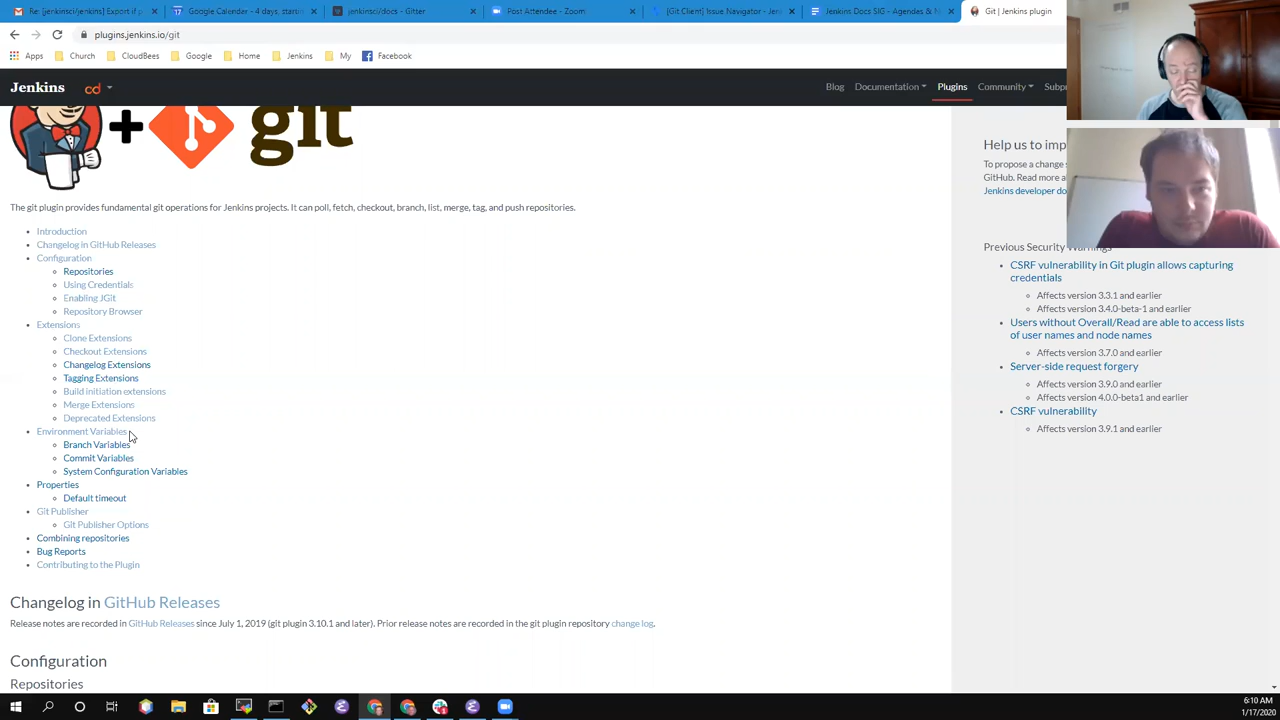 [jenkinsci/jenkins] Export if p
Google Calendar - 4 days, startin
jenkinsci/docs - Gitter
Post Attendee - Zoom
[Git Client] Issue Navigator - Jen
Jenkins Docs SIG - Agendas & N
Git | Jenkins plugin
plugins.jenkins.io/git
Apps
Church
CloudBees
Google
Home
Jenkins
My
Facebook
Jenkins
cd
Blog
Documentation
Plugins
Community
Subp
git
The git plugin provides fundamental git operations for Jenkins projects. It can poll, fetch, checkout, branch, list, merge, tag, and push repositories.
Introduction
Changelog in GitHub Releases
Configuration
Repositories
Using Credentials
Enabling JGit
Repository Browser
Extensions
Clone Extensions
Checkout Extensions
Changelog Extensions
Tagging Extensions
Build initiation extensions
Merge Extensions
Deprecated Extensions
Environment Variables
Branch Variables
Commit Variables
System Configuration Variables
Properties
Default timeout
Git Publisher
Git Publisher Options
Combining repositories
Bug Reports
Contributing to the Plugin
Changelog in GitHub Releases
Release notes are recorded in GitHub Releases since July 1, 2019 (git plugin 3.10.1 and later). Prior release notes are recorded in the git plugin repository change log.
Configuration
Repositories
Help us to imp
To propose a change
GitHub. Read more a
Jenkins developer do
Previous Security Warnings
CSRF vulnerability in Git plugin allows capturing
credentials
Affects version 3.3.1 and earlier
Affects version 3.4.0-beta-1 and earlier
Users without Overall/Read are able to access lists
of user names and node names
Affects version 3.7.0 and earlier
Server-side request forgery
Affects version 3.9.0 and earlier
Affects version 4.0.0-beta1 and earlier
CSRF vulnerability
Affects version 3.9.1 and earlier
6:10 AM
1/17/2020